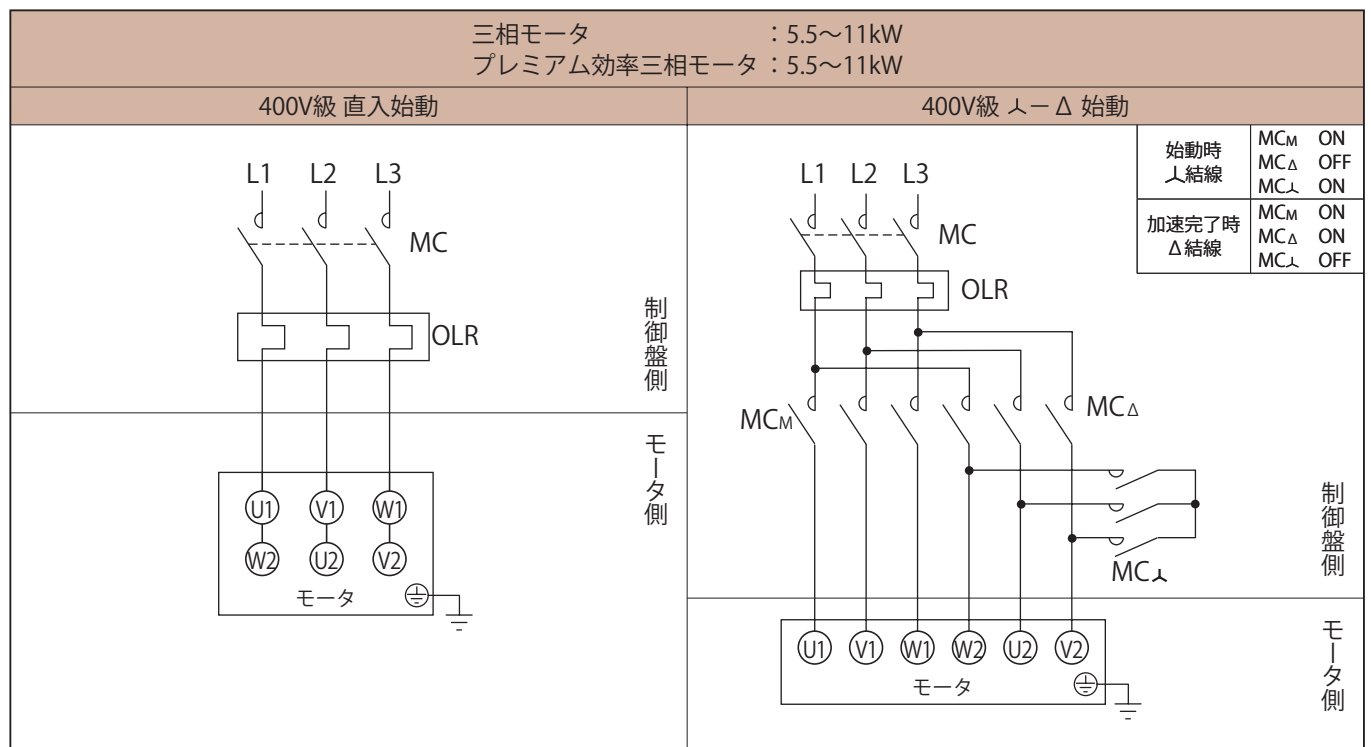 三相モータ ：5.5～11kW
プレミアム効率三相モータ：5.5～11kW
400V級 直入始動
400V級 人－Δ 始動
L1 L2 L3
MC
OLR
制御盤側
モータ側
U1 V1 W1
W2 U2 V2
モータ
始動時
人結線
MCM ON
MCΔ OFF
MC人 ON
加速完了時
Δ結線
MCM ON
MCΔ ON
MC人 OFF
L1 L2 L3
MC
OLR
MCM
MCΔ
MC人
制御盤側
U1 V1 W1 W2 U2 V2
モータ
モータ側